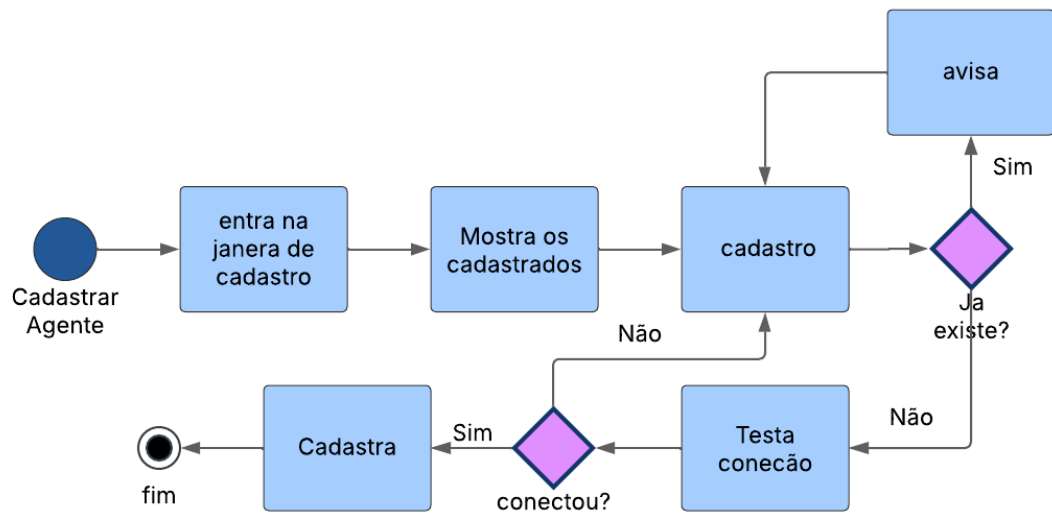 avisa
Sim
entra na
janera de
cadastro
Mostra os
cadastrados
cadastro
Cadastrar
Agente
Ja
existe?
Não
Não
Cadastra
Sim
Testa
conecão
conectou?
fim